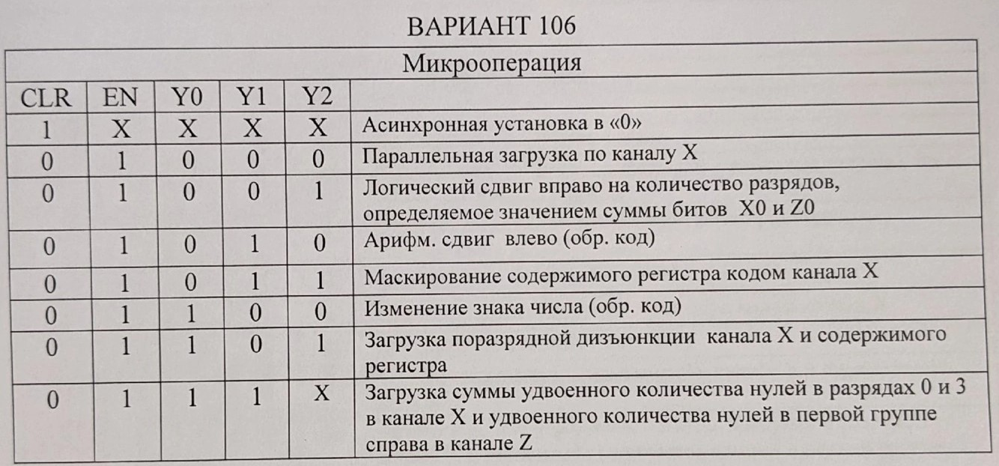 ВАРИАНТ 106
Микрооперация
CLR EN Y0 Y1 Y2
1 X X X X Асинхронная установка в «0»
0 1 0 0 0 Параллельная загрузка по каналу X
0 1 0 0 1 Логический сдвиг вправо на количество разрядов,
определяемое значением суммы битов X0 и Z0
0 1 0 1 0 Арифм. сдвиг влево (обр. код)
0 1 0 1 1 Маскирование содержимого регистра кодом канала X
0 1 1 0 0 Изменение знака числа (обр. код)
0 1 1 0 1 Загрузка поразрядной дизъюнкции канала X и содержимого
регистра
0 1 1 1 X Загрузка суммы удвоенного количества нулей в разрядах 0 и 3
в канале X и удвоенного количества нулей в первой группе
справа в канале Z